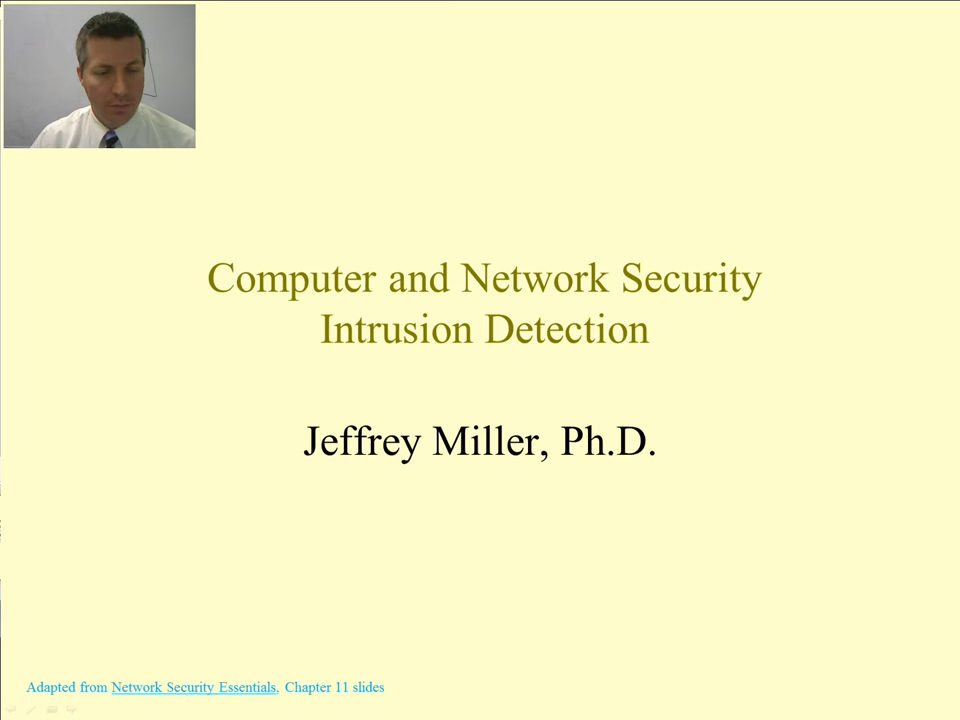 Computer and Network Security
Intrusion Detection
Jeffrey Miller, Ph.D.
Adapted from Network Security Essentials, Chapter 11 slides